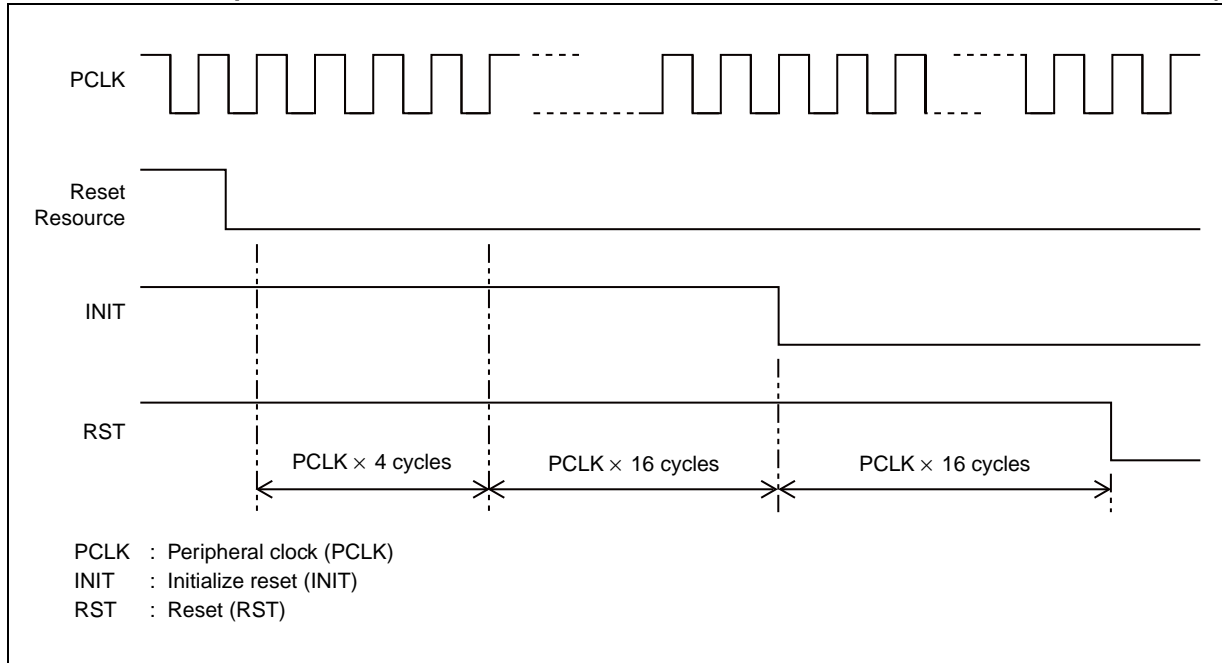 PCLK
Reset
Resource
INIT
RST
PCLK × 4 cycles
PCLK × 16 cycles
PCLK × 16 cycles
PCLK : Peripheral clock (PCLK)
INIT : Initialize reset (INIT)
RST : Reset (RST)